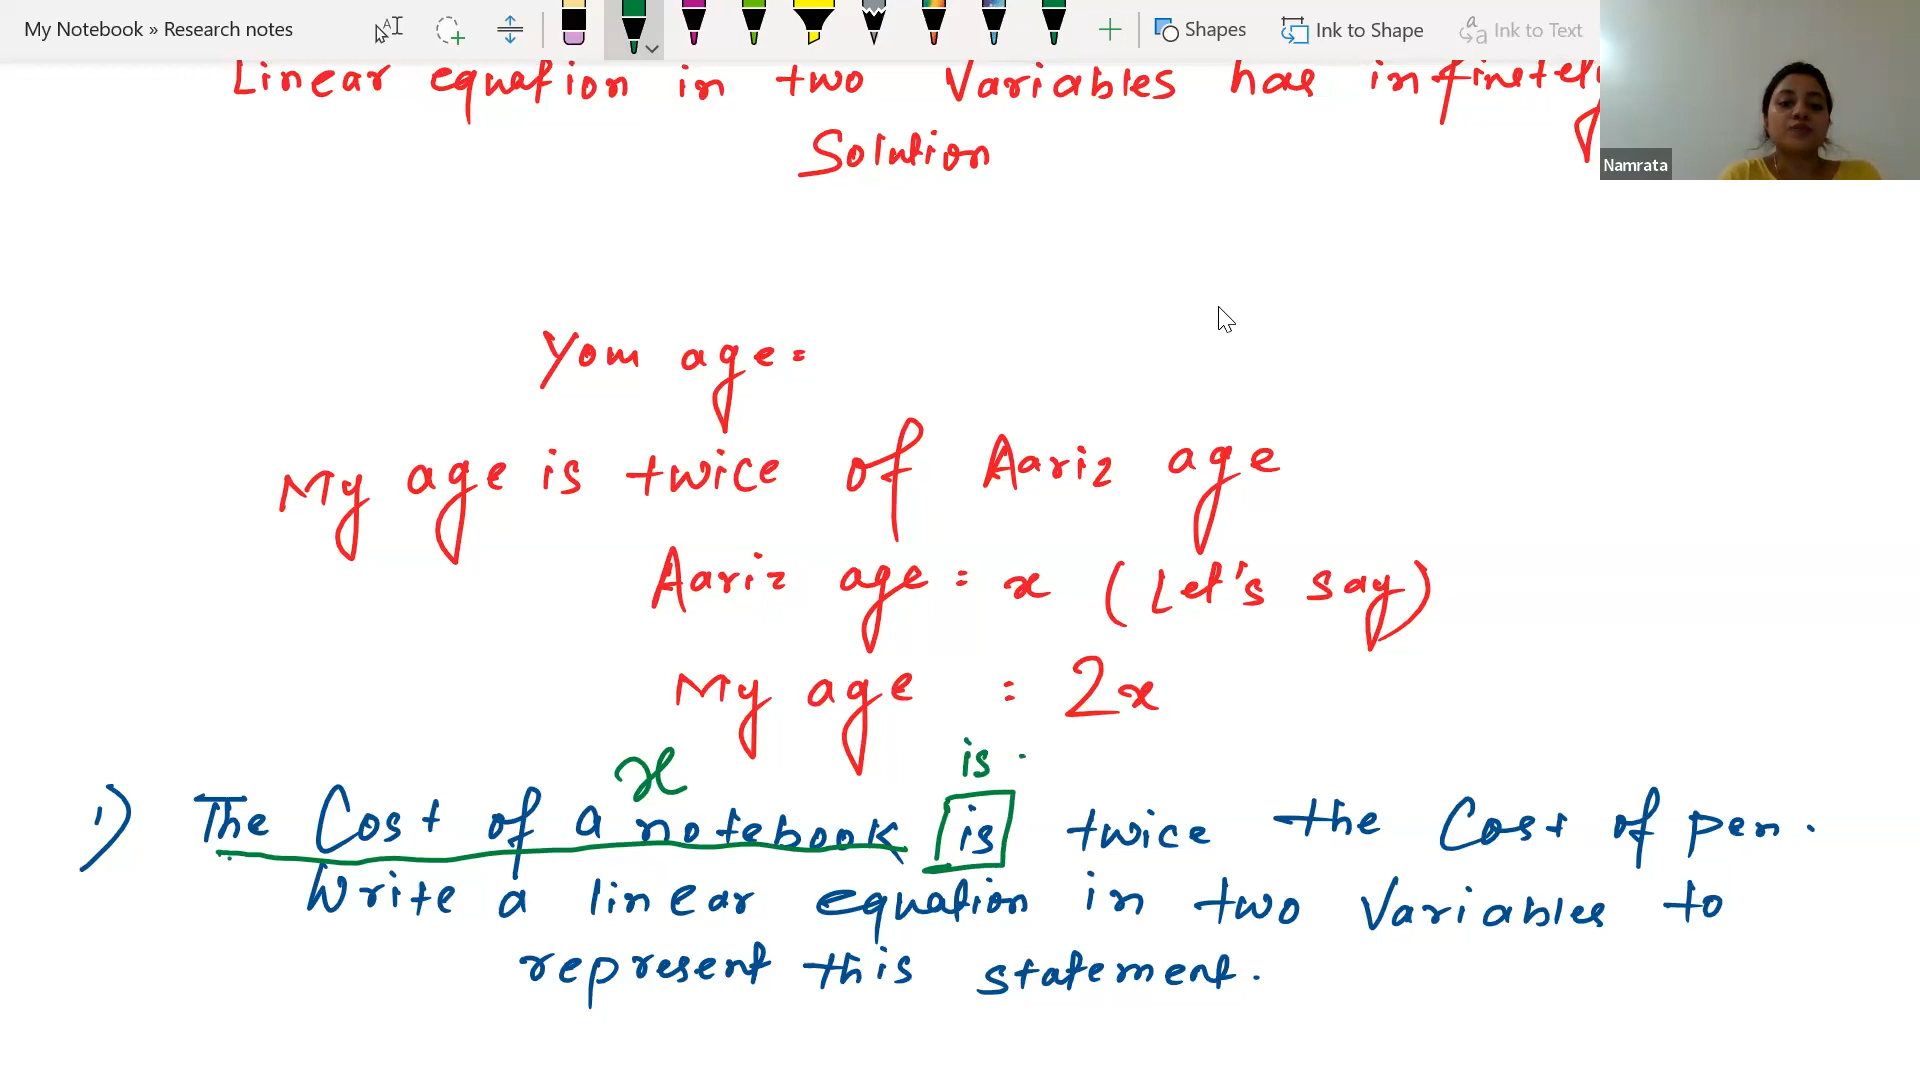 My Notebook » Research notes
Shapes
Ink to Shape
Ink to Text
Namrata
Linear equation in two Variables has infinitely
Solution
Your age =
My age is twice of Aariz age
Aariz age = x (Let's say)
My age = 2x
x is
1) The Cost of a notebook is twice the Cost of pen.
Write a linear equation in two Variables to
represent this statement.